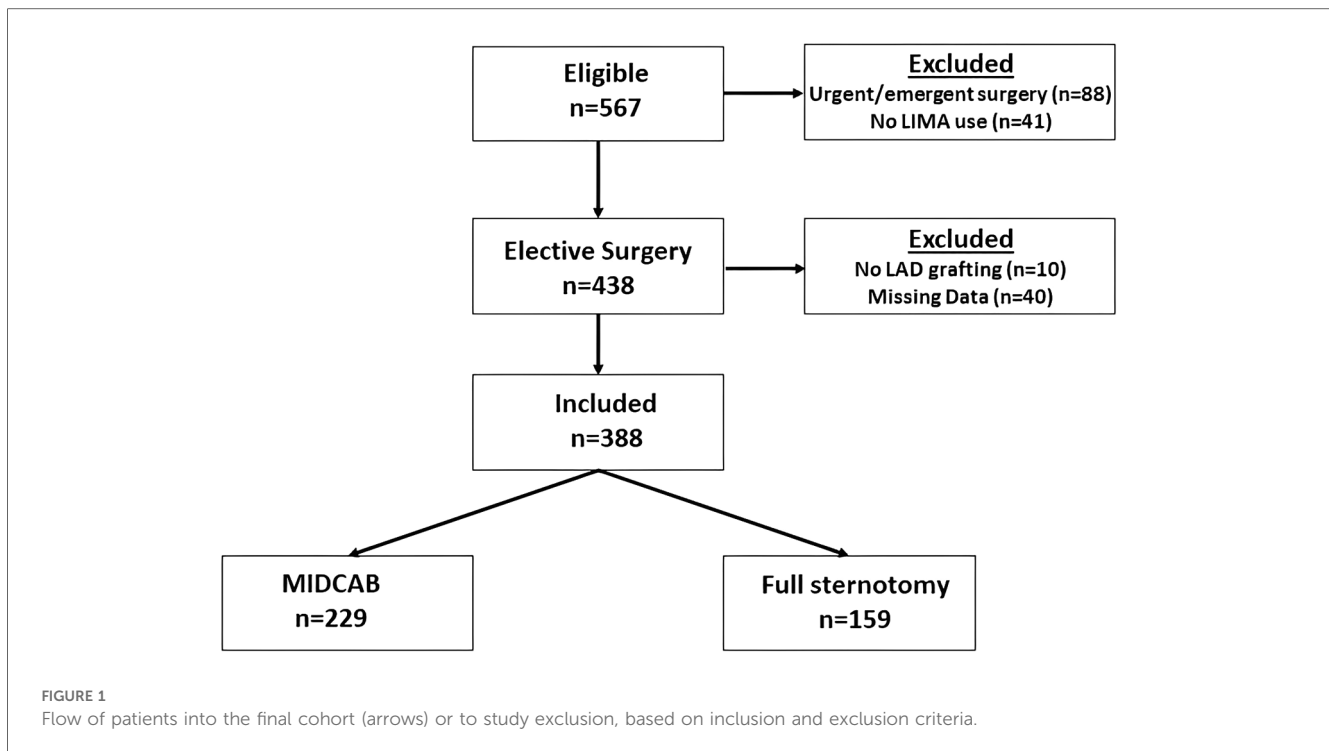 Eligible
n=567
Excluded
Urgent/emergent surgery (n=88)
No LIMA use (n=41)
Elective Surgery
n=438
Excluded
No LAD grafting (n=10)
Missing Data (n=40)
Included
n=388
MIDCAB
n=229
Full sternotomy
n=159
FIGURE 1
Flow of patients into the final cohort (arrows) or to study exclusion, based on inclusion and exclusion criteria.